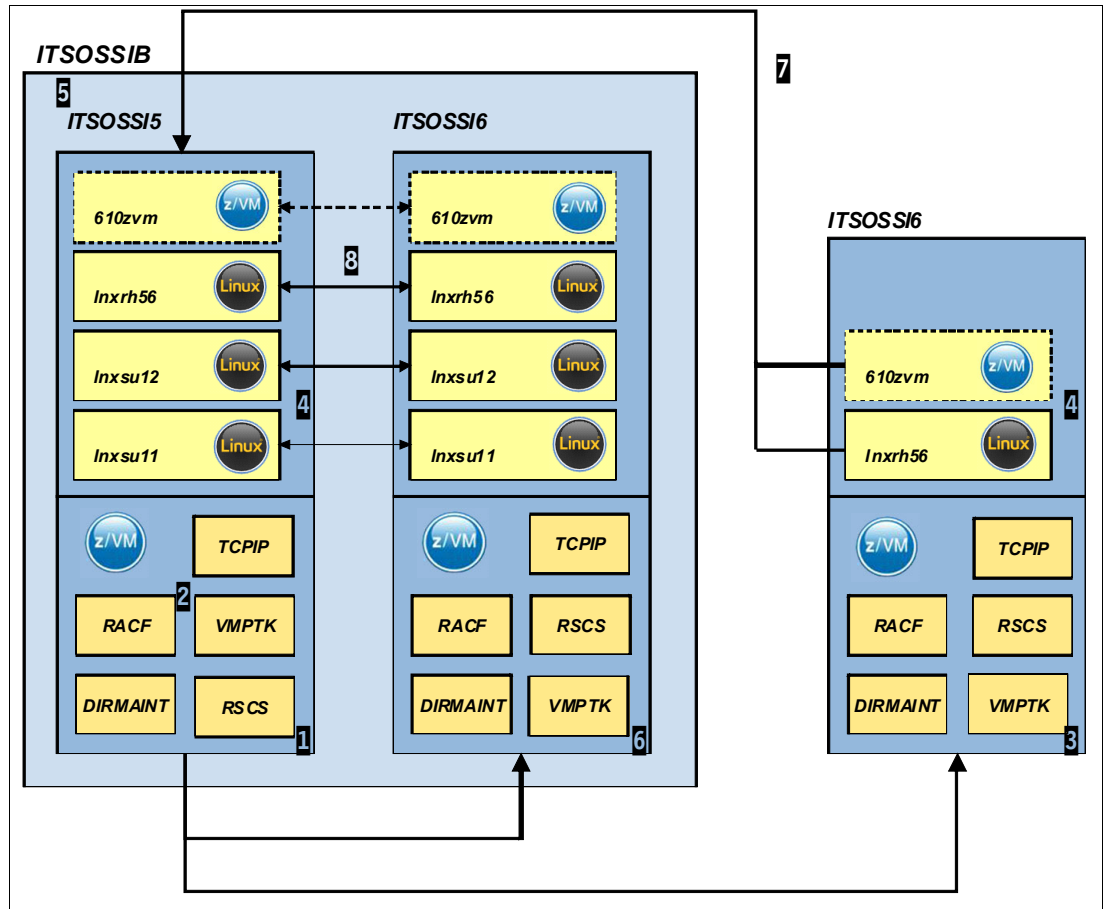 ITSOSSIB
7
5
ITSOSSI5
ITSOSSI6
ITSOSSI6
610zvm
z/VM
610zvm
z/VM
8
lnxrh56
Linux
lnxrh56
Linux
lnxsu12
Linux
lnxsu12
Linux
4
lnxsu11
Linux
lnxsu11
Linux
610zvm
z/VM
4
lnxrh56
Linux
z/VM
TCPIP
2
RACF
VMPTK
DIRMAINT
RSCS
1
z/VM
TCPIP
RACF
RSCS
DIRMAINT
VMPTK
6
z/VM
TCPIP
RACF
RSCS
DIRMAINT
VMPTK
3